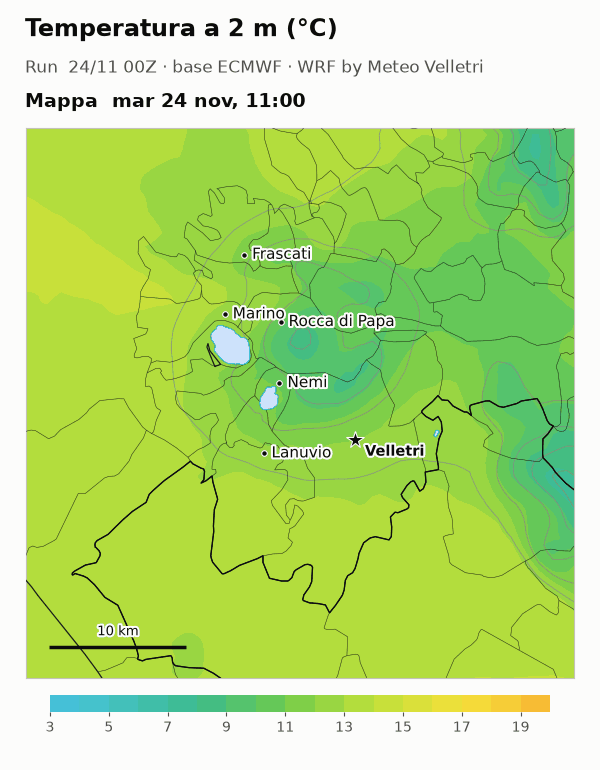 Temperatura a 2 m (°C)
Run  24/11 00Z · base ECMWF · WRF by Meteo Velletri
Mappa  mar 24 nov, 11:00
Frascati
Marino
Rocca di Papa
Nemi
Velletri
Lanuvio
10 km
3 5 7 9 11 13 15 17 19